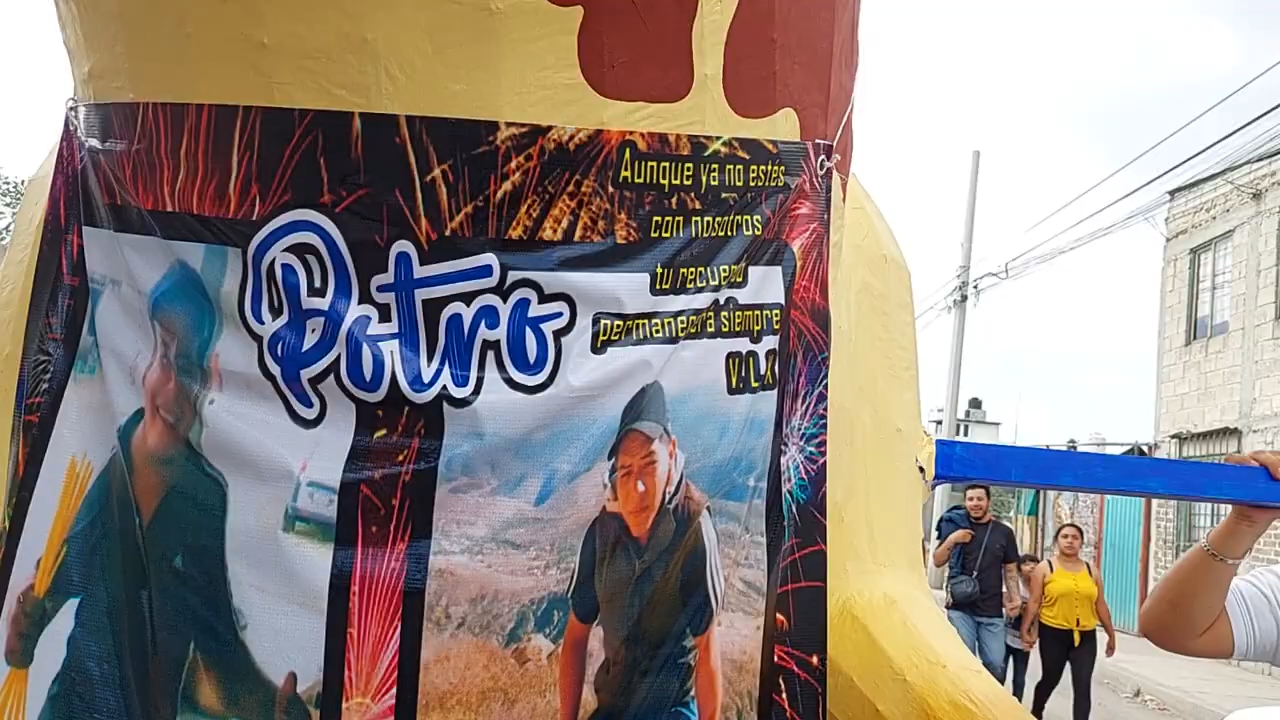 Potro
Aunque ya no estés
con nosotros
tu recuerdo
permanecerá siempre
V. L. X